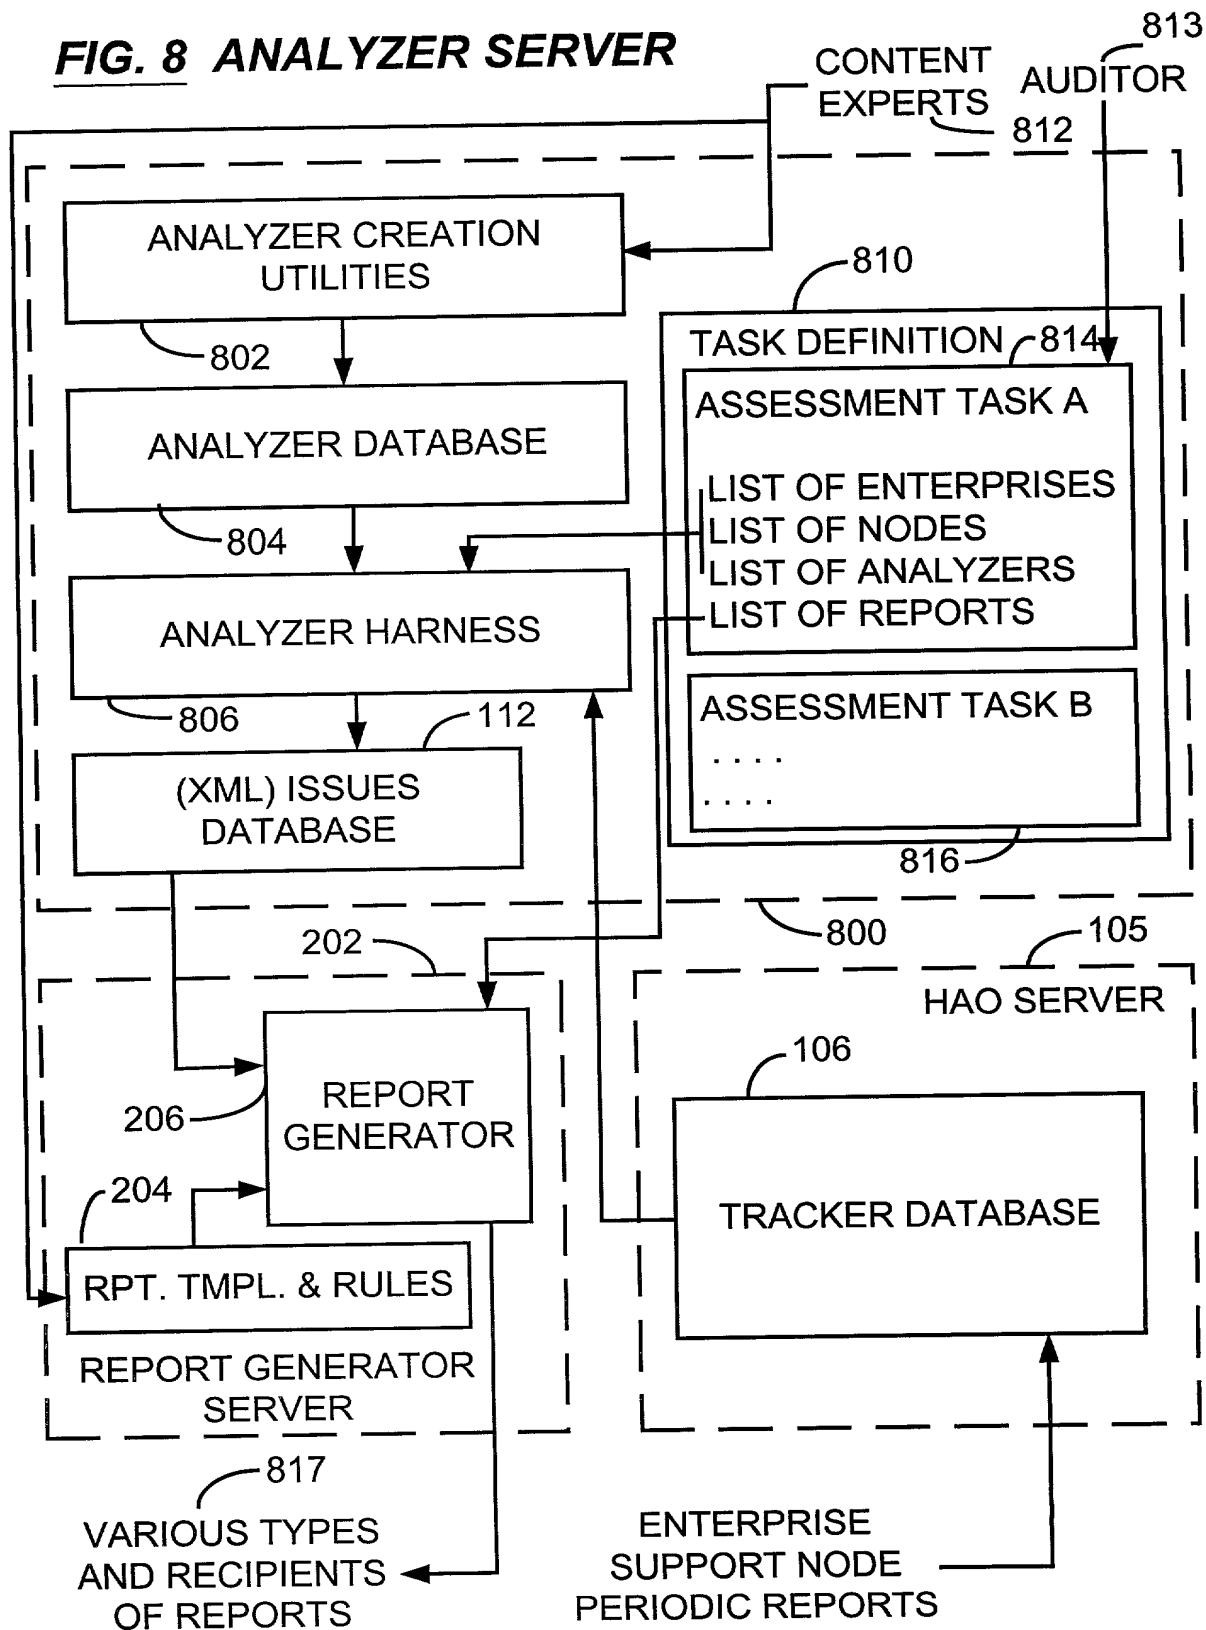 FIG. 8 ANALYZER SERVER
813
CONTENT
EXPERTS
AUDITOR
812
ANALYZER CREATION
UTILITIES
802
810
TASK DEFINITION
814
ASSESSMENT TASK A
LIST OF ENTERPRISES
LIST OF NODES
LIST OF ANALYZERS
LIST OF REPORTS
ANALYZER DATABASE
804
ANALYZER HARNESS
806
112
ASSESSMENT TASK B
. . . .
. . . .
816
(XML) ISSUES
DATABASE
800
202
105
HAO SERVER
106
REPORT
GENERATOR
206
204
TRACKER DATABASE
RPT. TMPL. & RULES
REPORT GENERATOR
SERVER
817
VARIOUS TYPES
AND RECIPIENTS
OF REPORTS
ENTERPRISE
SUPPORT NODE
PERIODIC REPORTS